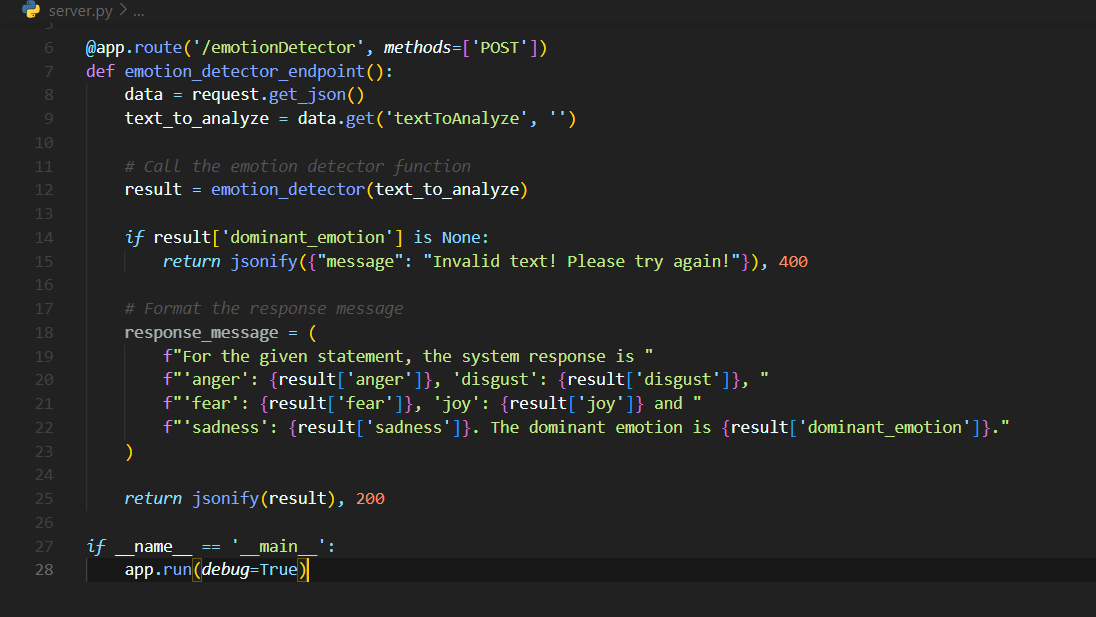 server.py > ...
5
6 @app.route('/emotionDetector', methods=['POST'])
7 def emotion_detector_endpoint():
8     data = request.get_json()
9     text_to_analyze = data.get('textToAnalyze', '')
10
11     # Call the emotion detector function
12     result = emotion_detector(text_to_analyze)
13
14     if result['dominant_emotion'] is None:
15         return jsonify({"message": "Invalid text! Please try again!"}), 400
16
17     # Format the response message
18     response_message = (
19         f"For the given statement, the system response is "
20         f"'anger': {result['anger']}, 'disgust': {result['disgust']}, "
21         f"'fear': {result['fear']}, 'joy': {result['joy']} and "
22         f"'sadness': {result['sadness']}. The dominant emotion is {result['dominant_emotion']}."
23     )
24
25     return jsonify(result), 200
26
27 if __name__ == '__main__':
28     app.run(debug=True)